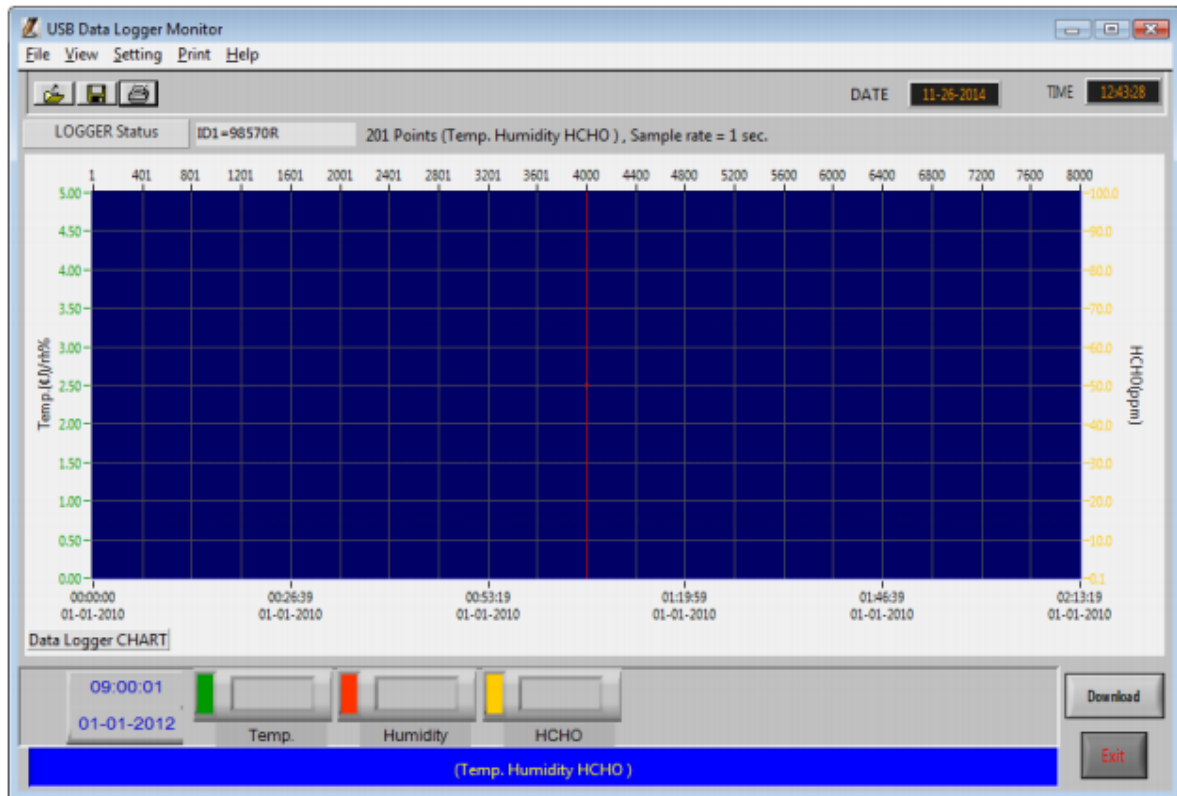 USB Data Logger Monitor
File View Setting Print Help
DATE 11-26-2014 TIME 12:43:28
LOGGER Status ID1=98570R 201 Points (Temp. Humidity HCHO ) , Sample rate = 1 sec.
1 401 801 1201 1601 2001 2401 2801 3201 3601 4000 4400 4800 5200 5600 6000 6400 6800 7200 7600 8000
5.00 100.0
4.50 90.0
4.00 80.0
3.50 70.0
3.00 60.0
2.50 50.0
2.00 40.0
1.50 30.0
1.00 20.0
0.50 10.0
0.00 0.1
Temp.(€J)/rh%
HCHO(ppm)
00:00:00 00:26:39 00:53:19 01:19:59 01:46:39 02:13:19
01-01-2010 01-01-2010 01-01-2010 01-01-2010 01-01-2010 01-01-2010
Data Logger CHART
09:00:01
01-01-2012
Temp. Humidity HCHO
Download
Exit
(Temp. Humidity HCHO )